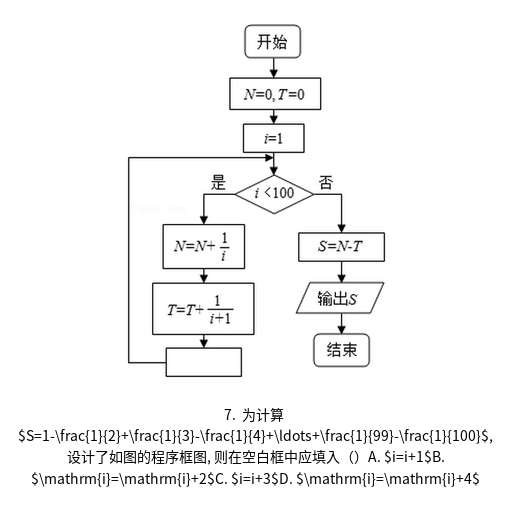 开始
N=0, T=0
i=1
i<100
是
否
N=N+ 1/i
S=N-T
T=T+ 1/(i+1)
输出S
结束
7. 为计算
$S=1-\frac{1}{2}+\frac{1}{3}-\frac{1}{4}+\ldots+\frac{1}{99}-\frac{1}{100}$,
设计了如图的程序框图, 则在空白框中应填入（）A. $i=i+1$B.
$\mathrm{i}=\mathrm{i}+2$C. $i=i+3$D. $\mathrm{i}=\mathrm{i}+4$